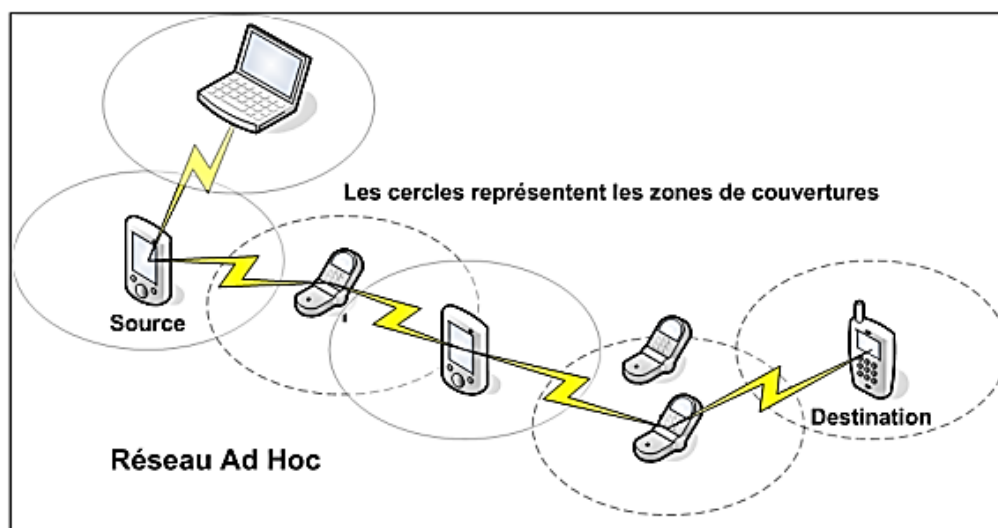 Les cercles représentent les zones de couvertures
Source
Destination
Réseau Ad Hoc